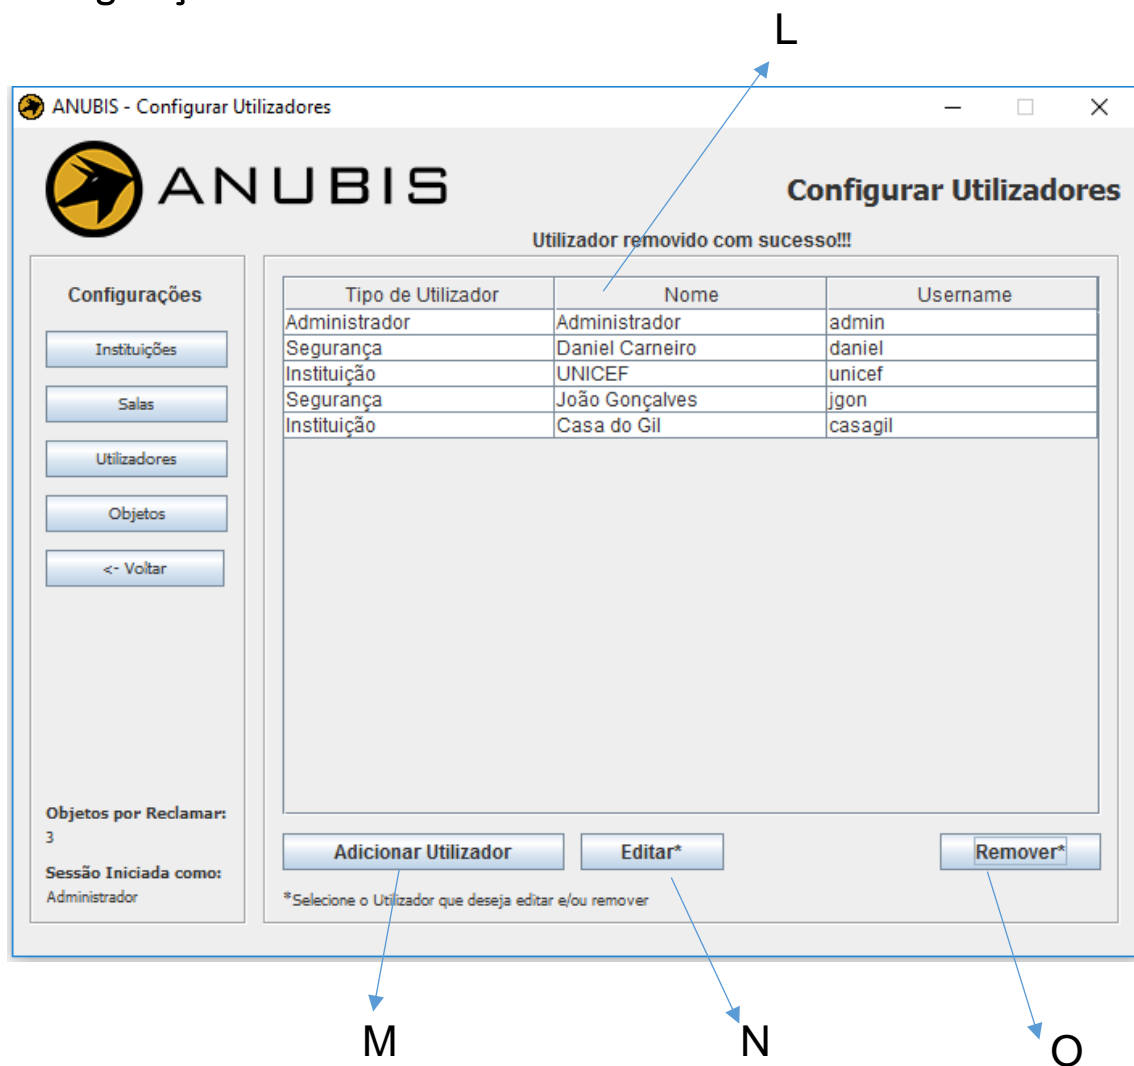 L
ANUBIS - Configurar Utilizadores
ANUBIS
Configurar Utilizadores
Utilizador removido com sucesso!!!
Configurações
Instituições
Salas
Utilizadores
Objetos
<- Voltar
Objetos por Reclamar:
3
Sessão Iniciada como:
Administrador
Tipo de Utilizador Nome Username
Administrador Administrador admin
Segurança Daniel Carneiro daniel
Instituição UNICEF unicef
Segurança João Gonçalves jgon
Instituição Casa do Gil casagil
Adicionar Utilizador Editar* Remover*
*Selecione o Utilizador que deseja editar e/ou remover
M N O